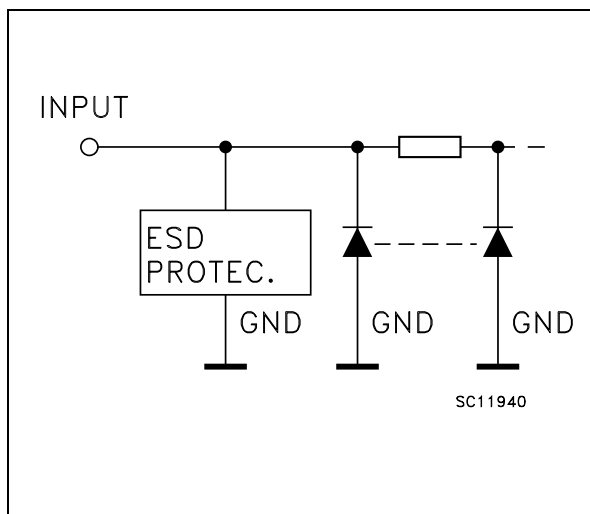 INPUT
ESD
PROTEC.
GND
GND
GND
SC11940